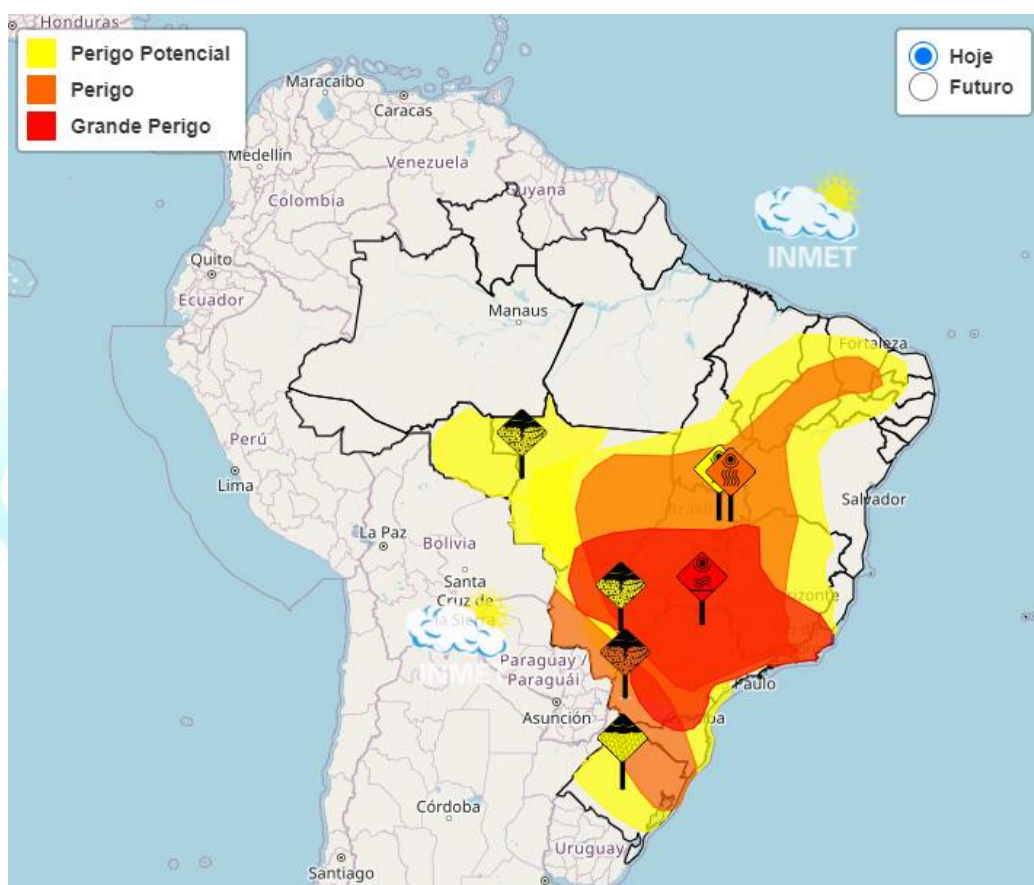 Honduras
Perigo Potencial
Perigo
Grande Perigo
Hoje
Futuro
Maracaibo
Caracas
Medellín
Venezuela
Guyana
Colombia
INMET
Quito
Ecuador
Manaus
Fortaleza
Perú
Lima
Salvador
La Paz
Bolivia
Santa
Cruz de
la Sierra
INMET
Paraguay /
Paraguái
Paulo
Asunción
Córdoba
Uruguay
Santiago